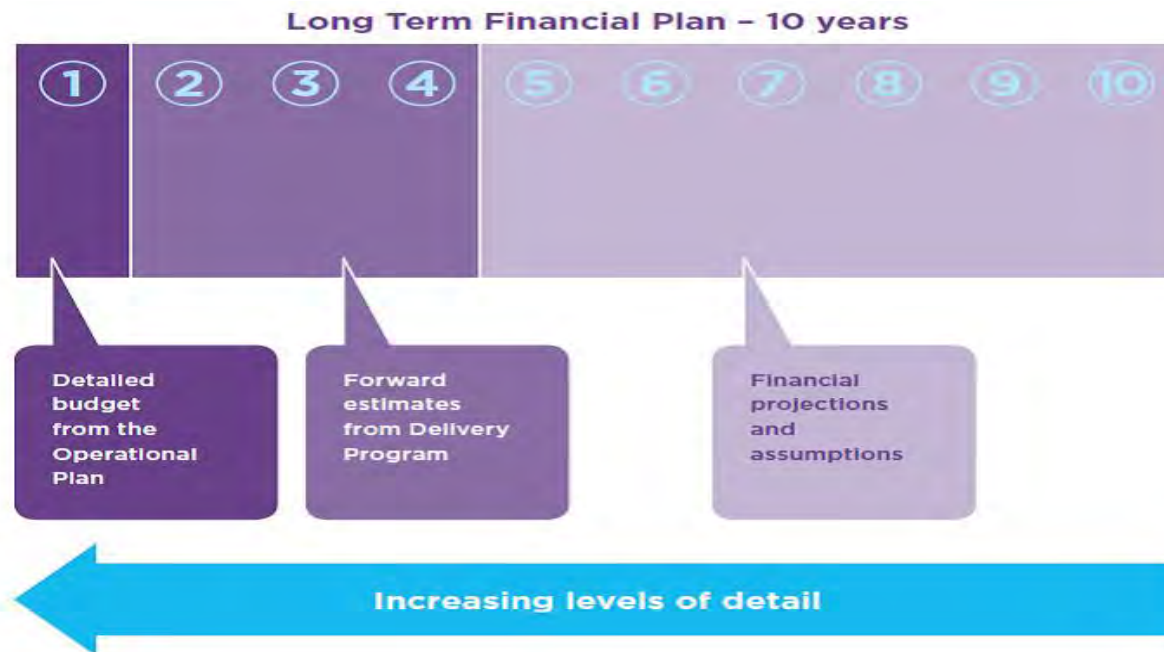 Long Term Financial Plan – 10 years
1 2 3 4 5 6 7 8 9 10
Detailed
budget
from the
Operational
Plan
Forward
estimates
from Delivery
Program
Financial
projections
and
assumptions
Increasing levels of detail